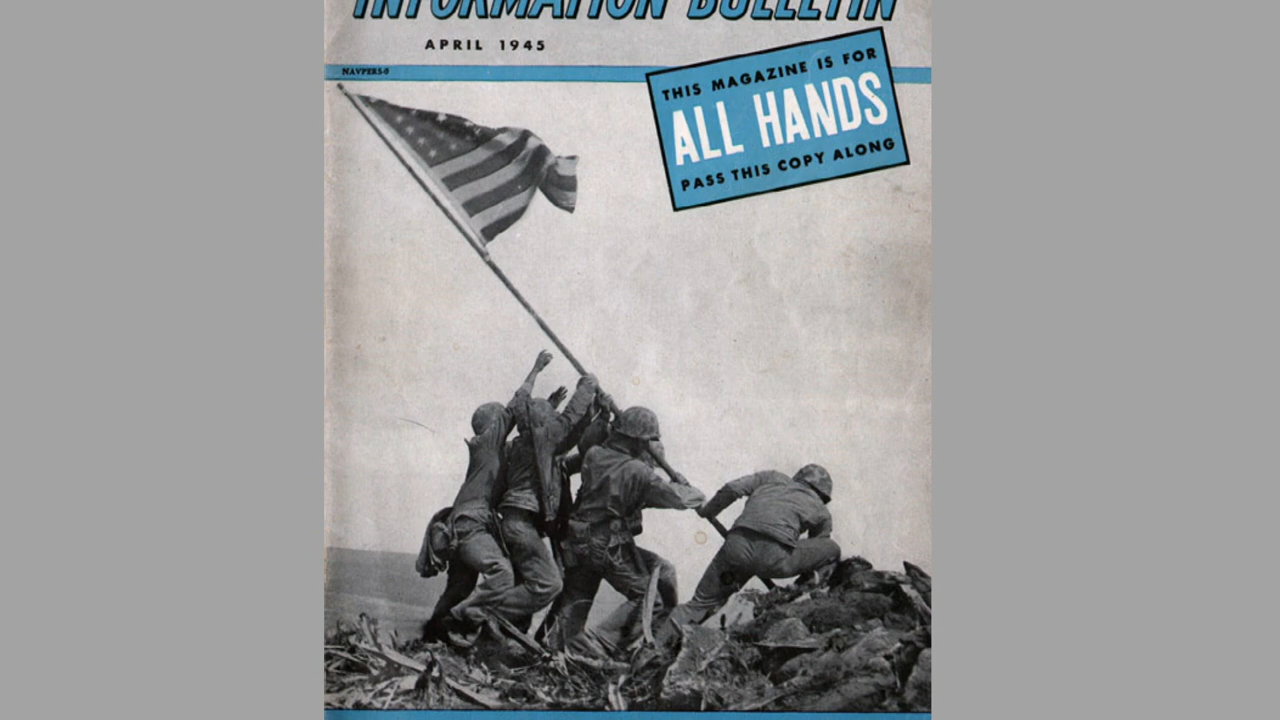 INFORMATION BULLETIN
APRIL 1945
NAVPERS-0
THIS MAGAZINE IS FOR
ALL HANDS
PASS THIS COPY ALONG